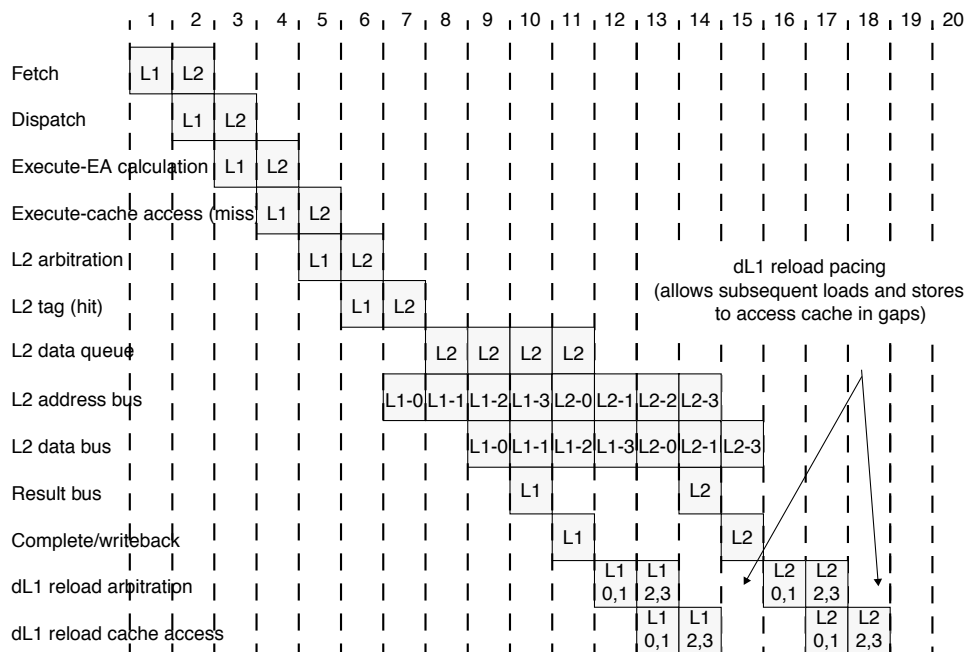 1 2 3 4 5 6 7 8 9 10 11 12 13 14 15 16 17 18 19 20
Fetch L1 L2
Dispatch L1 L2
Execute-EA calculation L1 L2
Execute-cache access (miss L1 L2
L2 arbitration L1 L2
dL1 reload pacing
(allows subsequent loads and stores
to access cache in gaps)
L2 tag (hit) L1 L2
L2 data queue L2 L2 L2 L2
L2 address bus L1-0 L1-1 L1-2 L1-3 L2-0 L2-1 L2-2 L2-3
L2 data bus L1-0 L1-1 L1-2 L1-3 L2-0 L2-1 L2-3
Result bus L1 L2
Complete/writeback L1 L2
dL1 reload arbitration L1 L1 L2 L2
0,1 2,3 0,1 2,3
dL1 reload cache access L1 L1 L2 L2
0,1 2,3 0,1 2,3